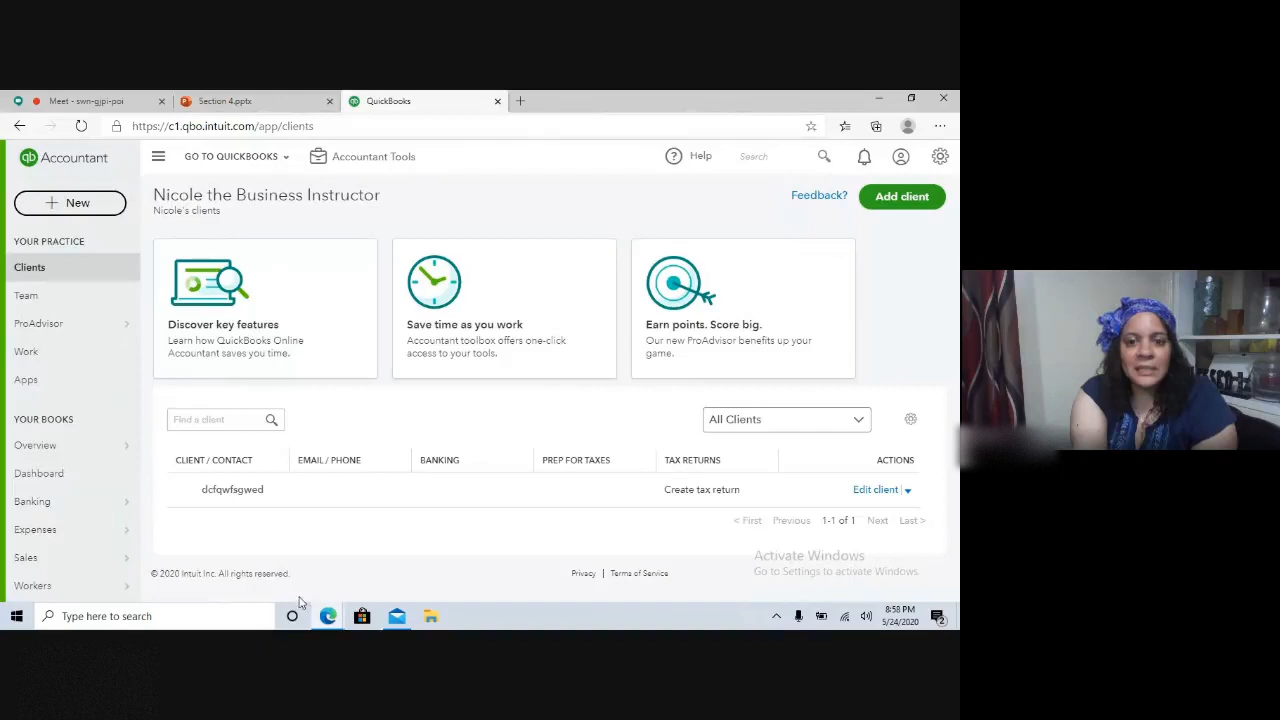 Meet - swn-gjpi-poi
Section 4.pptx
QuickBooks
https://c1.qbo.intuit.com/app/clients
qb Accountant
GO TO QUICKBOOKS
Accountant Tools
Help
Search
+ New
YOUR PRACTICE
Clients
Team
ProAdvisor
Work
Apps
YOUR BOOKS
Overview
Dashboard
Banking
Expenses
Sales
Workers
Nicole the Business Instructor
Nicole's clients
Feedback?
Add client
Discover key features
Learn how QuickBooks Online
Accountant saves you time.
Save time as you work
Accountant toolbox offers one-click
access to your tools.
Earn points. Score big.
Our new ProAdvisor benefits up your
game.
Find a client
All Clients
CLIENT / CONTACT EMAIL / PHONE BANKING PREP FOR TAXES TAX RETURNS ACTIONS
dcfqwfsgwed Create tax return Edit client
< First Previous 1-1 of 1 Next Last >
Activate Windows
Go to Settings to activate Windows.
© 2020 Intuit Inc. All rights reserved.
Privacy | Terms of Service
Type here to search
8:58 PM
5/24/2020
2